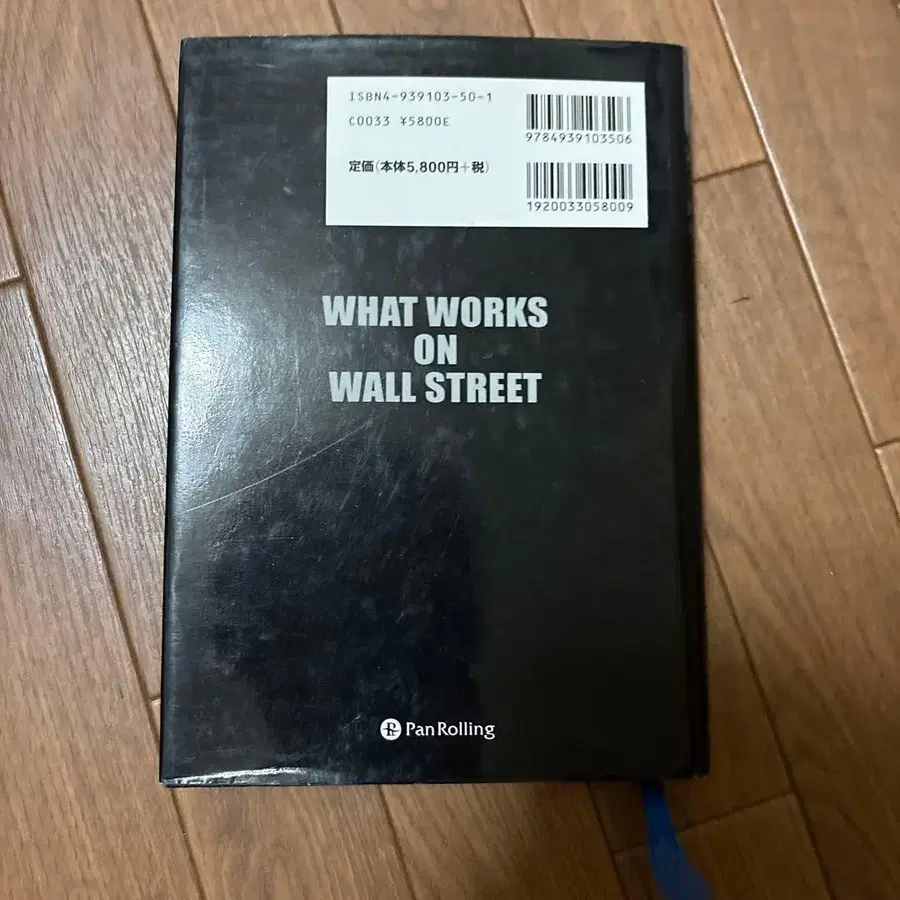 ISBN4-939103-50-1
C0033 ¥5800E
定価(本体5,800円+税)
9784939103506
1920033058009
WHAT WORKS
ON
WALL STREET
PanRolling